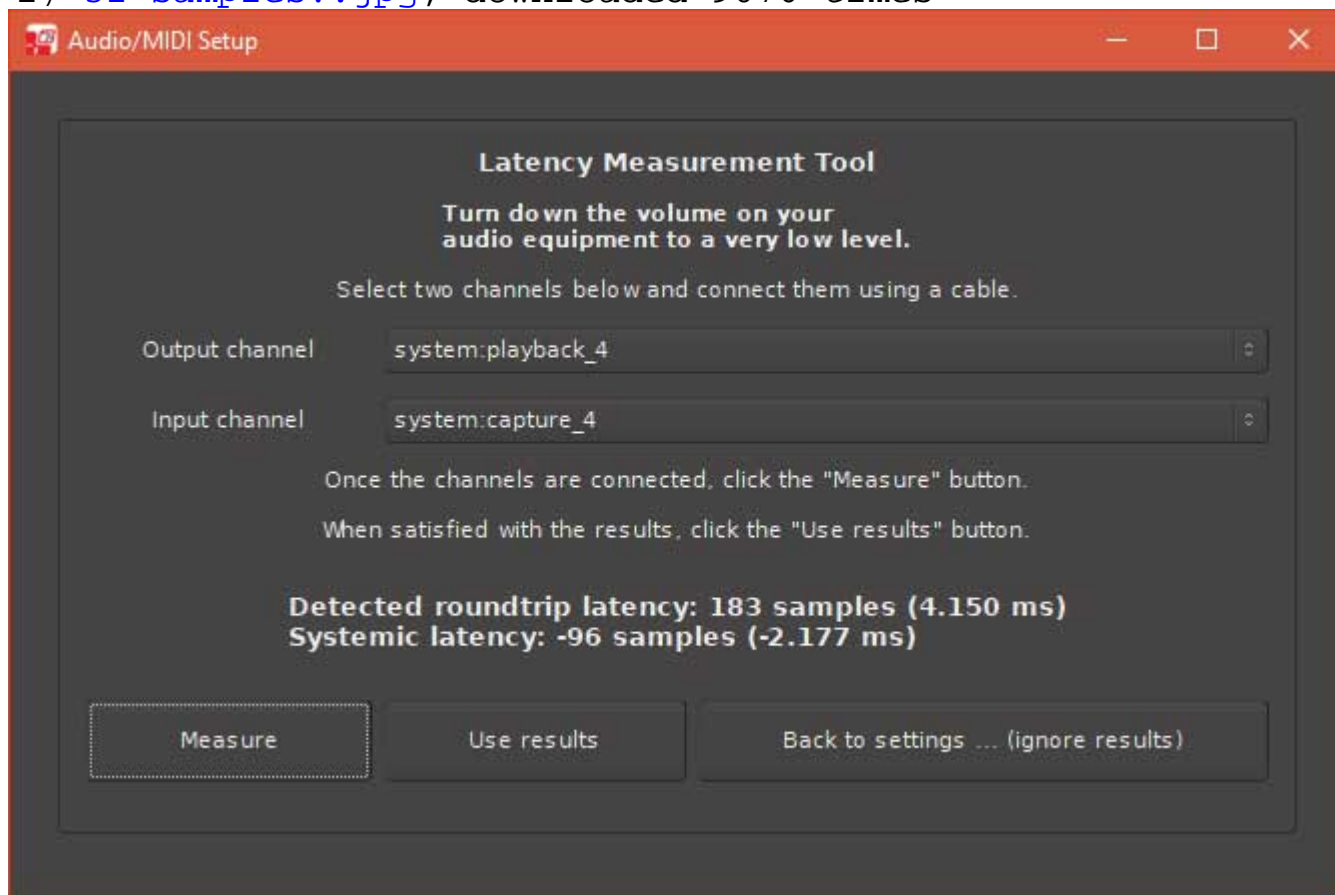 Audio/MIDI Setup
Latency Measurement Tool
Turn down the volume on your
audio equipment to a very low level.
Select two channels below and connect them using a cable.
Output channel system:playback_4
Input channel system:capture_4
Once the channels are connected, click the "Measure" button.
When satisfied with the results, click the "Use results" button.
Detected roundtrip latency: 183 samples (4.150 ms)
Systemic latency: -96 samples (-2.177 ms)
Measure Use results Back to settings ... (ignore results)